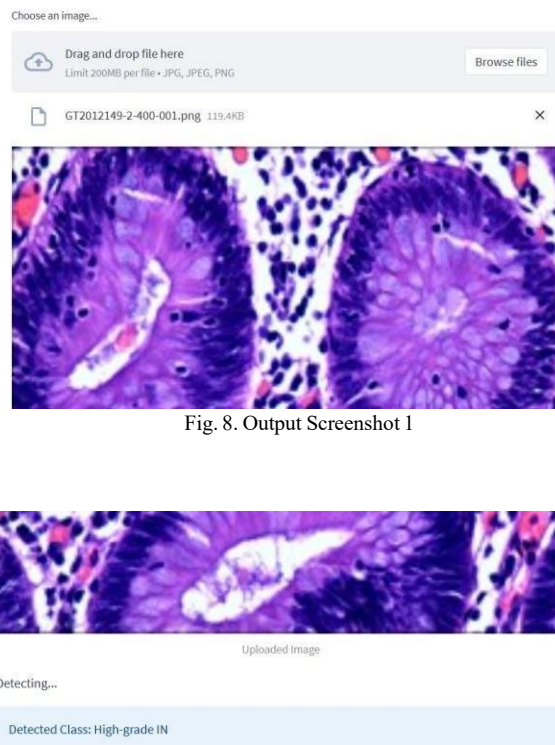 Choose an image...
Drag and drop file here
Limit 200MB per file • JPG, JPEG, PNG
Browse files
GT2012149-2-400-001.png 119.4KB
Fig. 8. Output Screenshot 1
Uploaded Image
Detecting...
Detected Class: High-grade IN